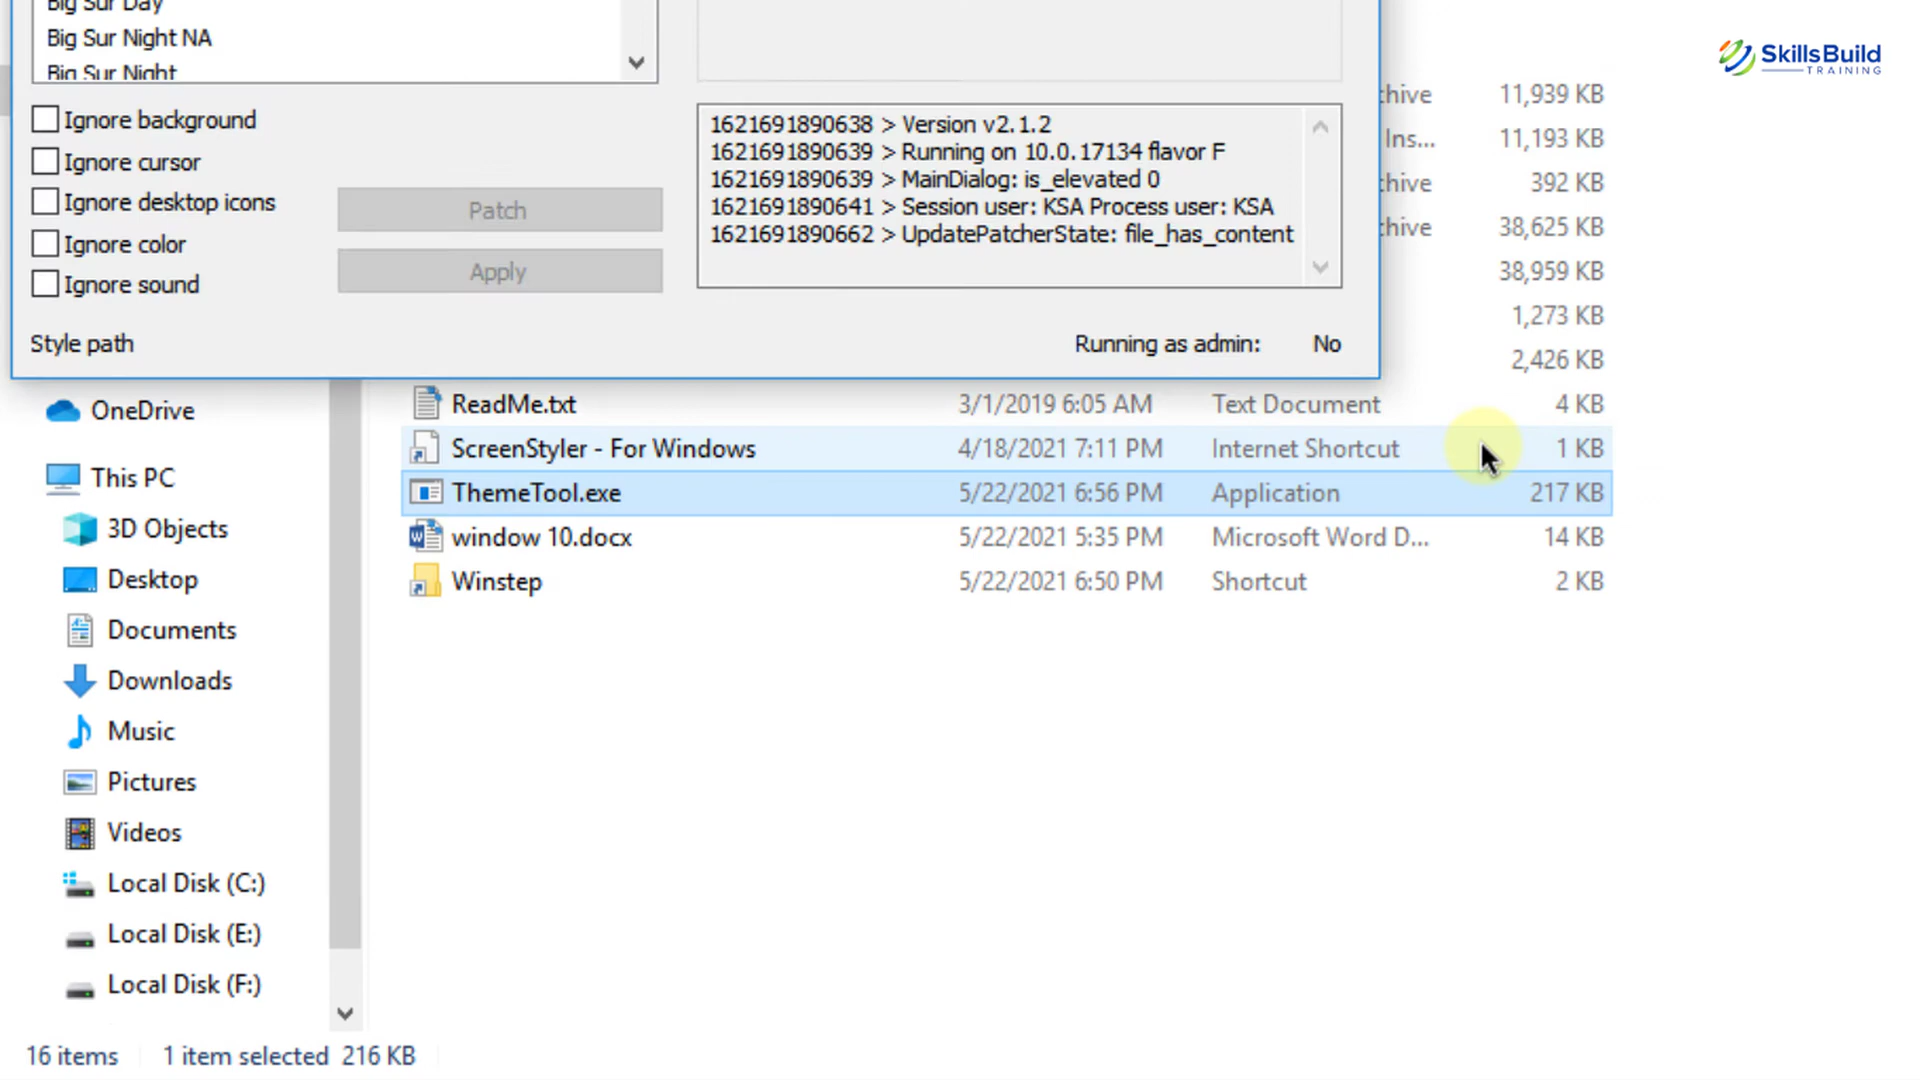 Big Sur Day
Big Sur Night NA
Big Sur Night
Ignore background
Ignore cursor
Ignore desktop icons
Ignore color
Ignore sound
Patch
Apply
1621691890638 > Version v2.1.2
1621691890639 > Running on 10.0.17134 flavor F
1621691890639 > MainDialog: is_elevated 0
1621691890641 > Session user: KSA Process user: KSA
1621691890662 > UpdatePatcherState: file_has_content
Style path
Running as admin: No
SkillsBuild
TRAINING
chive 11,939 KB
Ins... 11,193 KB
chive 392 KB
chive 38,625 KB
38,959 KB
1,273 KB
2,426 KB
ReadMe.txt 3/1/2019 6:05 AM Text Document 4 KB
ScreenStyler - For Windows 4/18/2021 7:11 PM Internet Shortcut 1 KB
ThemeTool.exe 5/22/2021 6:56 PM Application 217 KB
window 10.docx 5/22/2021 5:35 PM Microsoft Word D... 14 KB
Winstep 5/22/2021 6:50 PM Shortcut 2 KB
OneDrive
This PC
3D Objects
Desktop
Documents
Downloads
Music
Pictures
Videos
Local Disk (C:)
Local Disk (E:)
Local Disk (F:)
16 items 1 item selected 216 KB